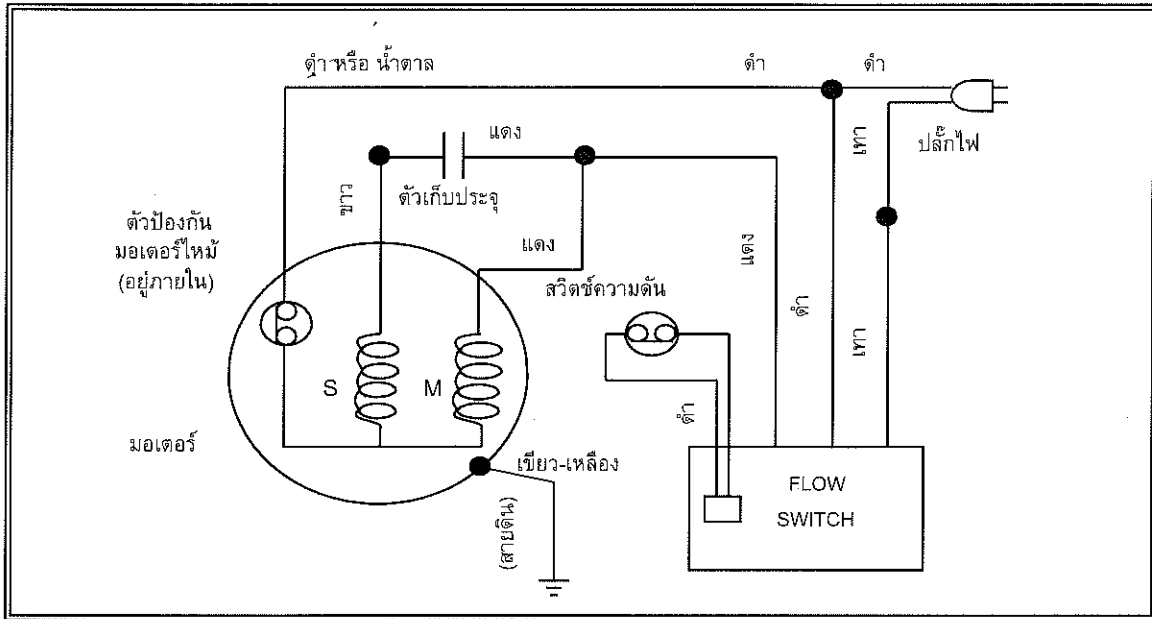 ดำ หรือ น้ำตาล
ดำ
ดำ
แดง
เทา
ปลั๊กไฟ
ขาว
ตัวเก็บประจุ
ตัวป้องกัน
มอเตอร์ไหม้
(อยู่ภายใน)
แดง
แดง
สวิตช์ความดัน
ดำ
เทา
S
M
ดำ
มอเตอร์
เขียว-เหลือง
(สายดิน)
FLOW
SWITCH